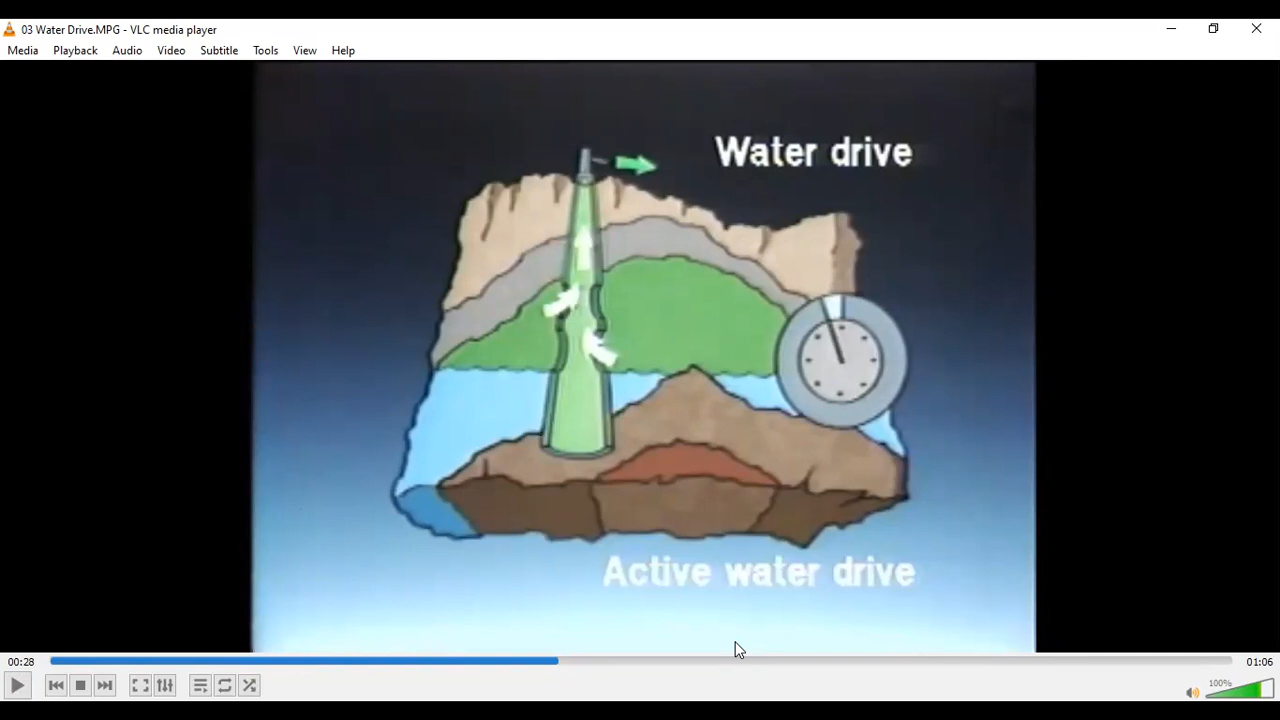 03 Water Drive.MPG - VLC media player
Media Playback Audio Video Subtitle Tools View Help
Water drive
Active water drive
00:28
01:06
100%